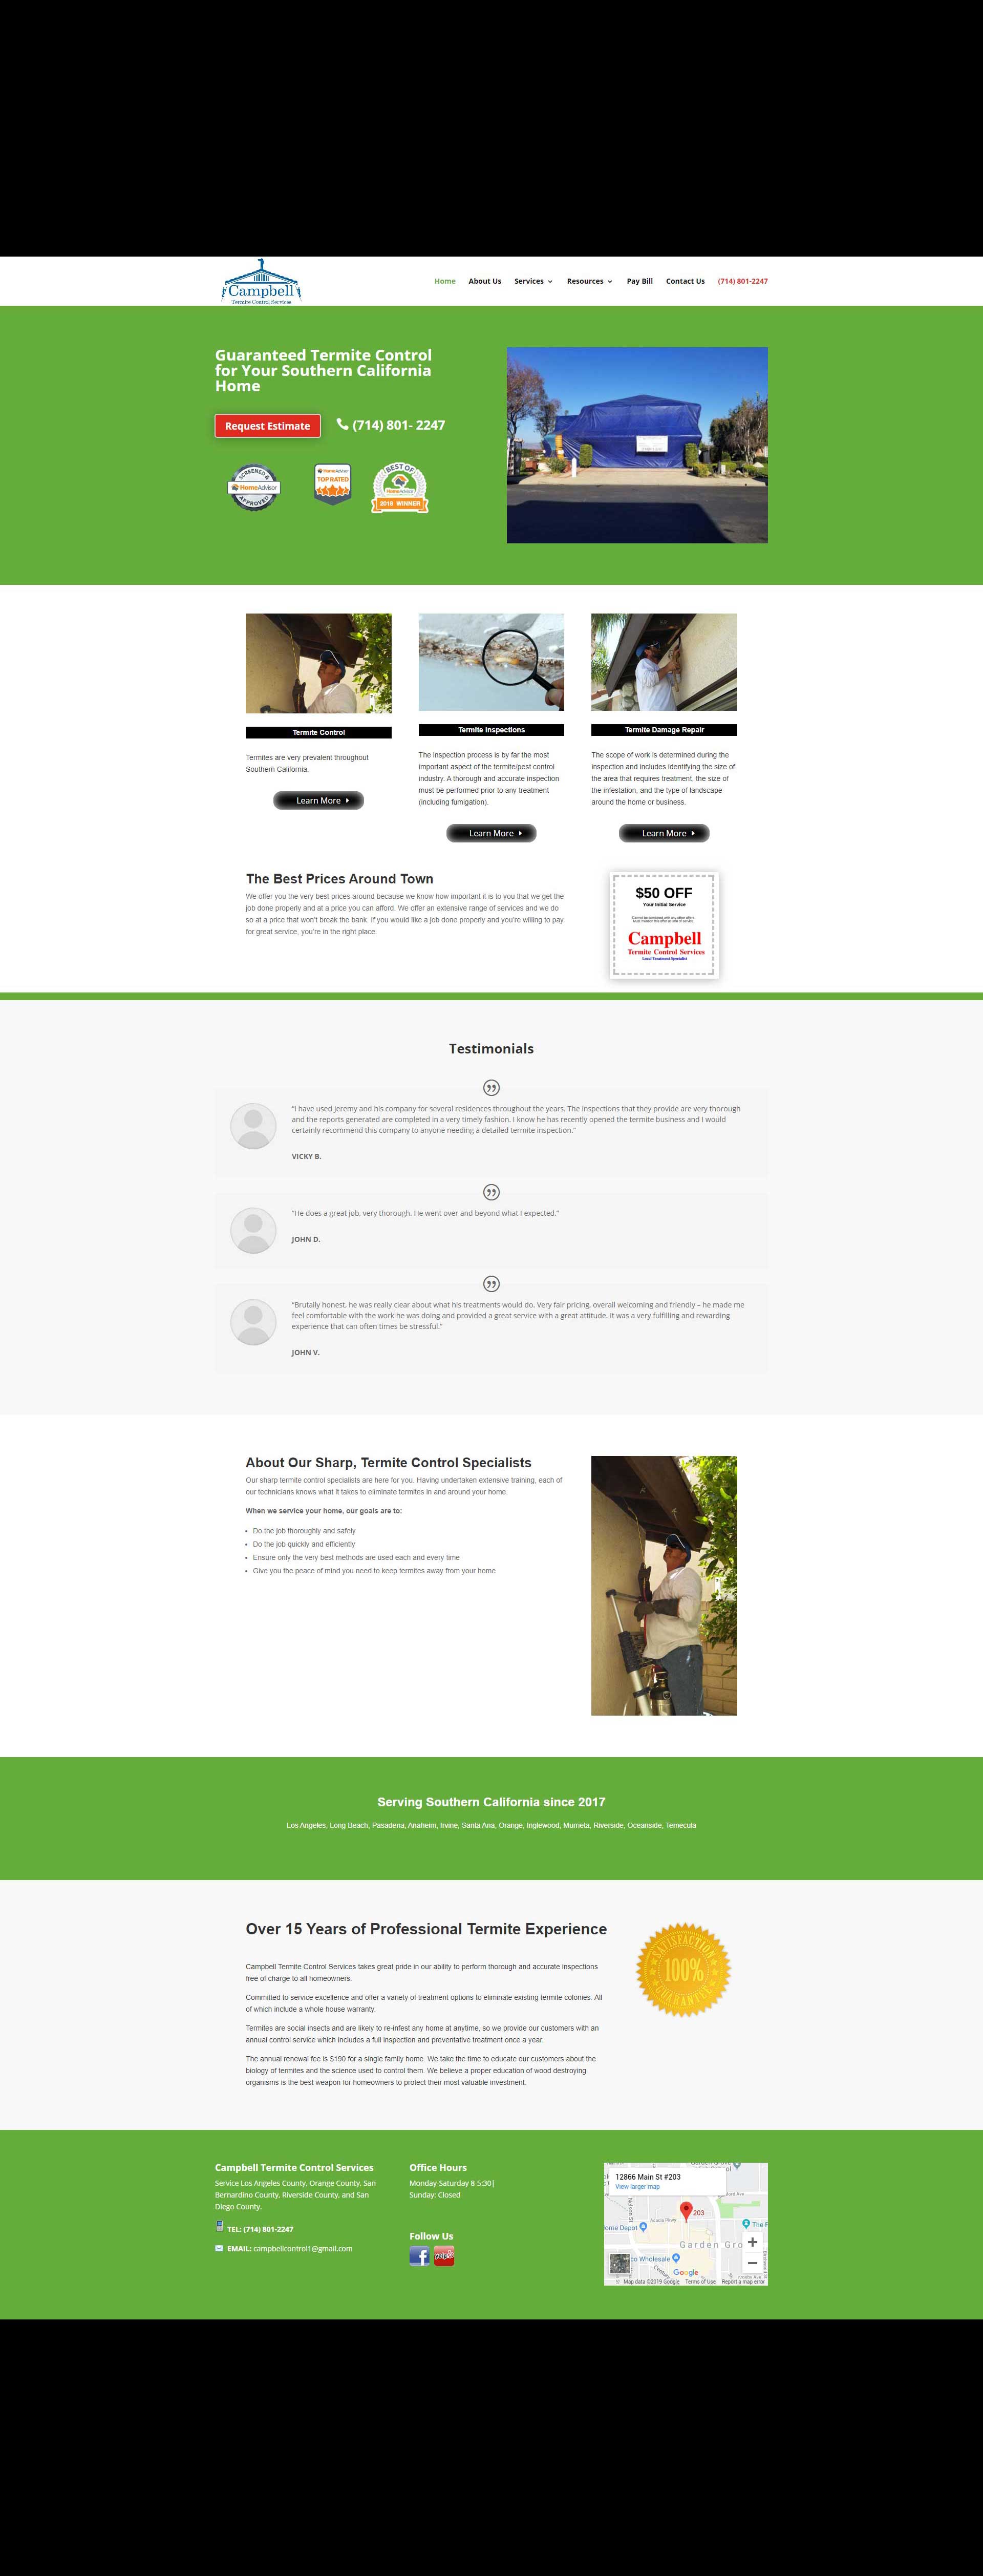 Campbell
Termite Control Services
Home
About Us
Services
Resources
Pay Bill
Contact Us
(714) 801-2247
Guaranteed Termite Control
for Your Southern California
Home
Request Estimate
(714) 801- 2247
SCREENED &
HomeAdvisor
APPROVED
HomeAdvisor
TOP RATED
BEST OF
HomeAdvisor
2018 WINNER
Termite Control
Termites are very prevalent throughout
Southern California.
Learn More
Termite Inspections
The inspection process is by far the most
important aspect of the termite/pest control
industry. A thorough and accurate inspection
must be performed prior to any treatment
(including fumigation).
Learn More
Termite Damage Repair
The scope of work is determined during the
inspection and includes identifying the size of
the area that requires treatment, the size of
the infestation, and the type of landscape
around the home or business.
Learn More
The Best Prices Around Town
We offer you the very best prices around because we know how important it is to you that we get the
job done properly and at a price you can afford. We offer an extensive range of services and we do
so at a price that won't break the bank. If you would like a job done properly and you're willing to pay
for great service, you're in the right place.
$50 OFF
Your Initial Service
Cannot be combined with any other offers.
Must mention this offer at time of service.
Campbell
Termite Control Services
Local Treatment Specialist
Testimonials
"I have used Jeremy and his company for several residences throughout the years. The inspections that they provide are very thorough
and the reports generated are completed in a very timely fashion. I know he has recently opened the termite business and I would
certainly recommend this company to anyone needing a detailed termite inspection."
VICKY B.
"He does a great job, very thorough. He went over and beyond what I expected."
JOHN D.
"Brutally honest, he was really clear about what his treatments would do. Very fair pricing, overall welcoming and friendly – he made me
feel comfortable with the work he was doing and provided a great service with a great attitude. It was a very fulfilling and rewarding
experience that can often times be stressful."
JOHN V.
About Our Sharp, Termite Control Specialists
Our sharp termite control specialists are here for you. Having undertaken extensive training, each of
our technicians knows what it takes to eliminate termites in and around your home.
When we service your home, our goals are to:
• Do the job thoroughly and safely
• Do the job quickly and efficiently
• Ensure only the very best methods are used each and every time
• Give you the peace of mind you need to keep termites away from your home
Serving Southern California since 2017
Los Angeles, Long Beach, Pasadena, Anaheim, Irvine, Santa Ana, Orange, Inglewood, Murrieta, Riverside, Oceanside, Temecula
Over 15 Years of Professional Termite Experience
Campbell Termite Control Services takes great pride in our ability to perform thorough and accurate inspections
free of charge to all homeowners.
Committed to service excellence and offer a variety of treatment options to eliminate existing termite colonies. All
of which include a whole house warranty.
Termites are social insects and are likely to re-infest any home at anytime, so we provide our customers with an
annual control service which includes a full inspection and preventative treatment once a year.
The annual renewal fee is $190 for a single family home. We take the time to educate our customers about the
biology of termites and the science used to control them. We believe a proper education of wood destroying
organisms is the best weapon for homeowners to protect their most valuable investment.
SATISFACTION
100%
GUARANTEE
Campbell Termite Control Services
Service Los Angeles County, Orange County, San
Bernardino County, Riverside County, and San
Diego County.
TEL: (714) 801-2247
EMAIL: campbellcontrol1@gmail.com
Office Hours
Monday-Saturday 8-5:30|
Sunday: Closed
Follow Us
yelp
12866 Main St #203
View larger map
Nelson St
Acacia Pkwy
203
ome Depot
The F
Garden Gro
co Wholesale
Century
Google
Map data ©2019 Google
Terms of Use
Report a map error